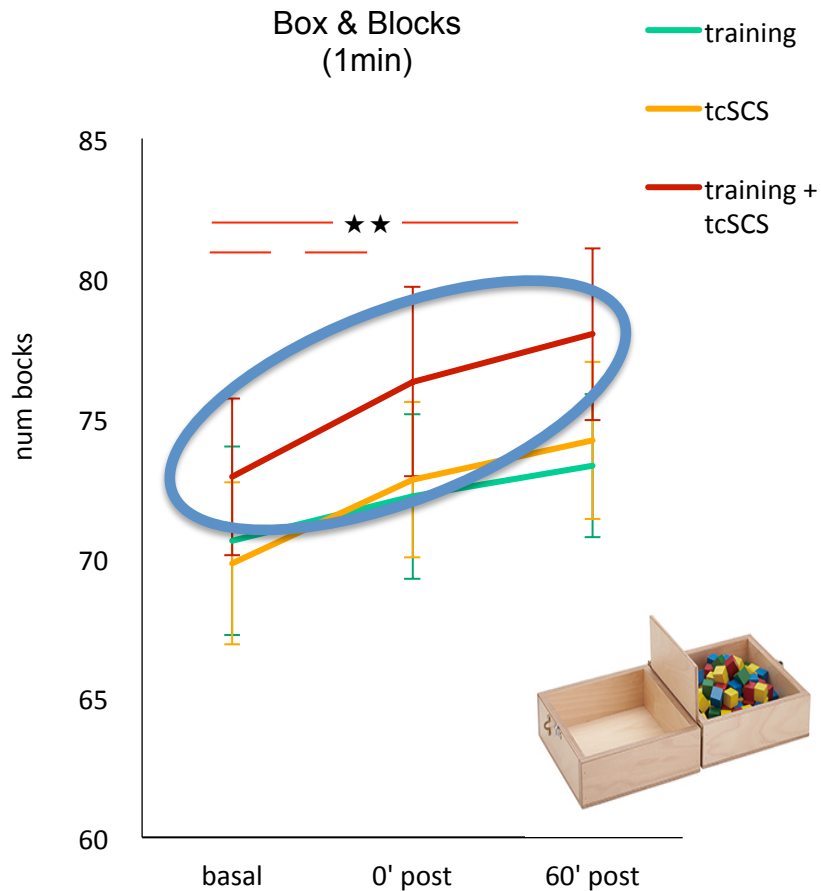 Box & Blocks
(1min)
training
tcSCS
training +
tcSCS
85
80
75
70
65
60
num bocks
basal
0' post
60' post